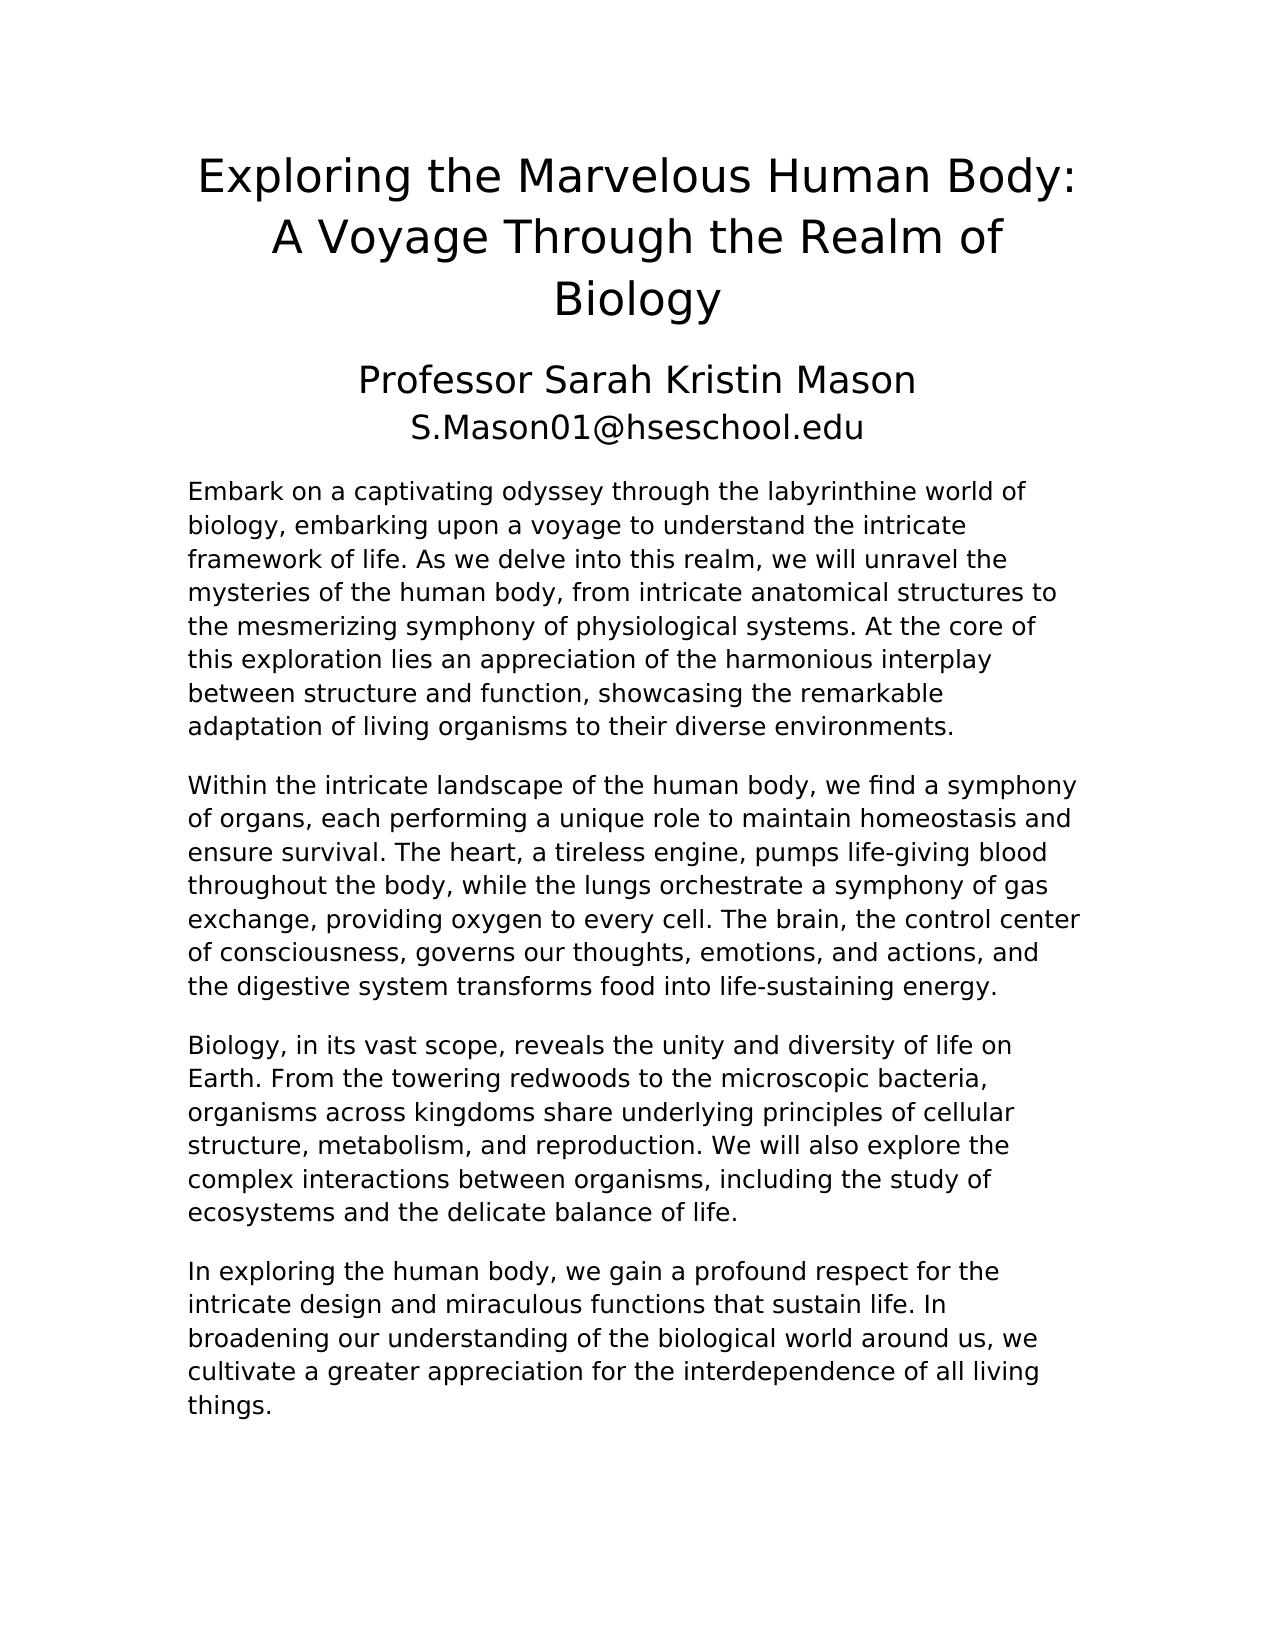 Exploring the Marvelous Human Body:
A Voyage Through the Realm of
Biology
Professor Sarah Kristin Mason
S.Mason01@hseschool.edu
Embark on a captivating odyssey through the labyrinthine world of
biology, embarking upon a voyage to understand the intricate
framework of life. As we delve into this realm, we will unravel the
mysteries of the human body, from intricate anatomical structures to
the mesmerizing symphony of physiological systems. At the core of
this exploration lies an appreciation of the harmonious interplay
between structure and function, showcasing the remarkable
adaptation of living organisms to their diverse environments.
Within the intricate landscape of the human body, we find a symphony
of organs, each performing a unique role to maintain homeostasis and
ensure survival. The heart, a tireless engine, pumps life-giving blood
throughout the body, while the lungs orchestrate a symphony of gas
exchange, providing oxygen to every cell. The brain, the control center
of consciousness, governs our thoughts, emotions, and actions, and
the digestive system transforms food into life-sustaining energy.
Biology, in its vast scope, reveals the unity and diversity of life on
Earth. From the towering redwoods to the microscopic bacteria,
organisms across kingdoms share underlying principles of cellular
structure, metabolism, and reproduction. We will also explore the
complex interactions between organisms, including the study of
ecosystems and the delicate balance of life.
In exploring the human body, we gain a profound respect for the
intricate design and miraculous functions that sustain life. In
broadening our understanding of the biological world around us, we
cultivate a greater appreciation for the interdependence of all living
things.